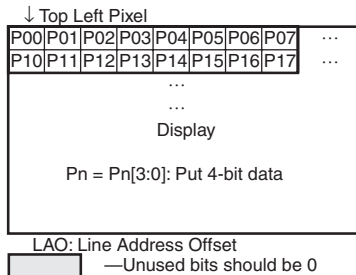 ↓ Top Left Pixel
P00 P01 P02 P03 P04 P05 P06 P07 ...
P10 P11 P12 P13 P14 P15 P16 P17 ...
...
...
Display
Pn = Pn[3:0]: Put 4-bit data
LAO: Line Address Offset
—Unused bits should be 0